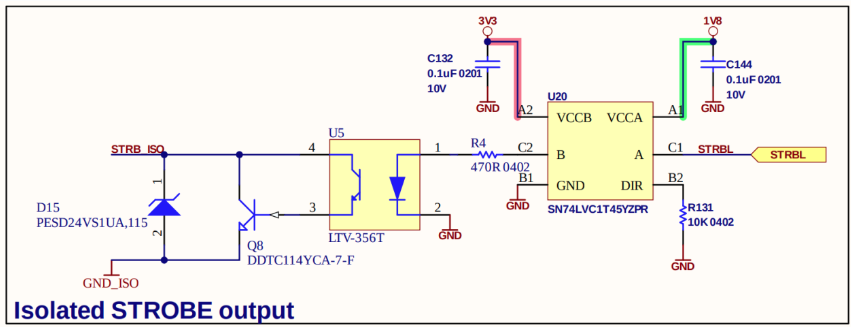 3V3
1V8
C132
0.1uF 0201
10V
GND
C144
0.1uF 0201
10V
GND
U20
A2
VCCB
VCCA
A1
U5
STRB_ISO
4
1
R4
470R 0402
C2
B
A
C1
STRBL
STRBL
B1
GND
DIR
B2
GND
SN74LVC1T45YZPR
1
D15
PESD24VS1UA,115
2
3
2
GND
LTV-356T
R131
10K 0402
GND
Q8
DDTC114YCA-7-F
GND_ISO
Isolated STROBE output